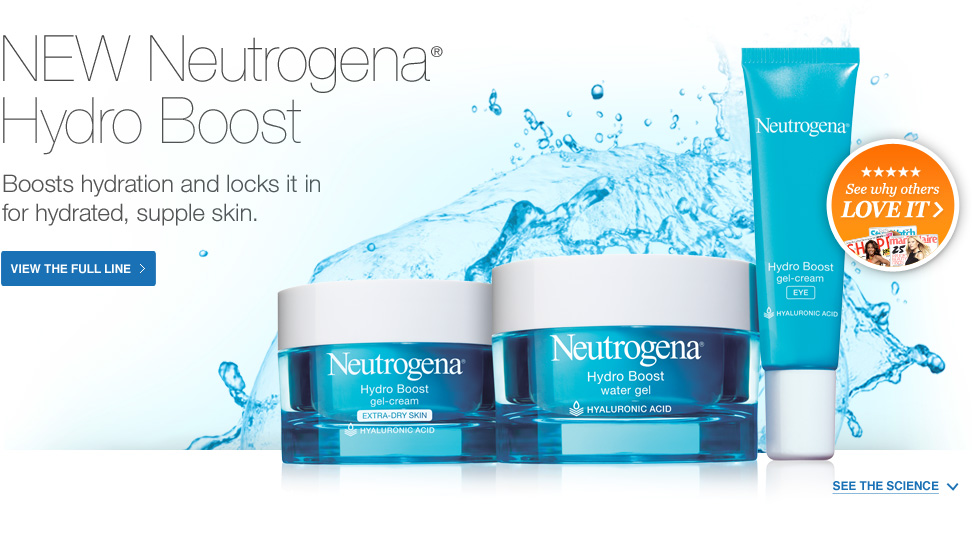 NEW Neutrogena®
Hydro Boost
Boosts hydration and locks it in
for hydrated, supple skin.
VIEW THE FULL LINE >
Neutrogena®
Hydro Boost
gel-cream
EXTRA-DRY SKIN
HYALURONIC ACID
Neutrogena®
Hydro Boost
water gel
HYALURONIC ACID
Neutrogena®
Hydro Boost
gel-cream
EYE
HYALURONIC ACID
★★★★★
See why others
LOVE IT >
SEE THE SCIENCE